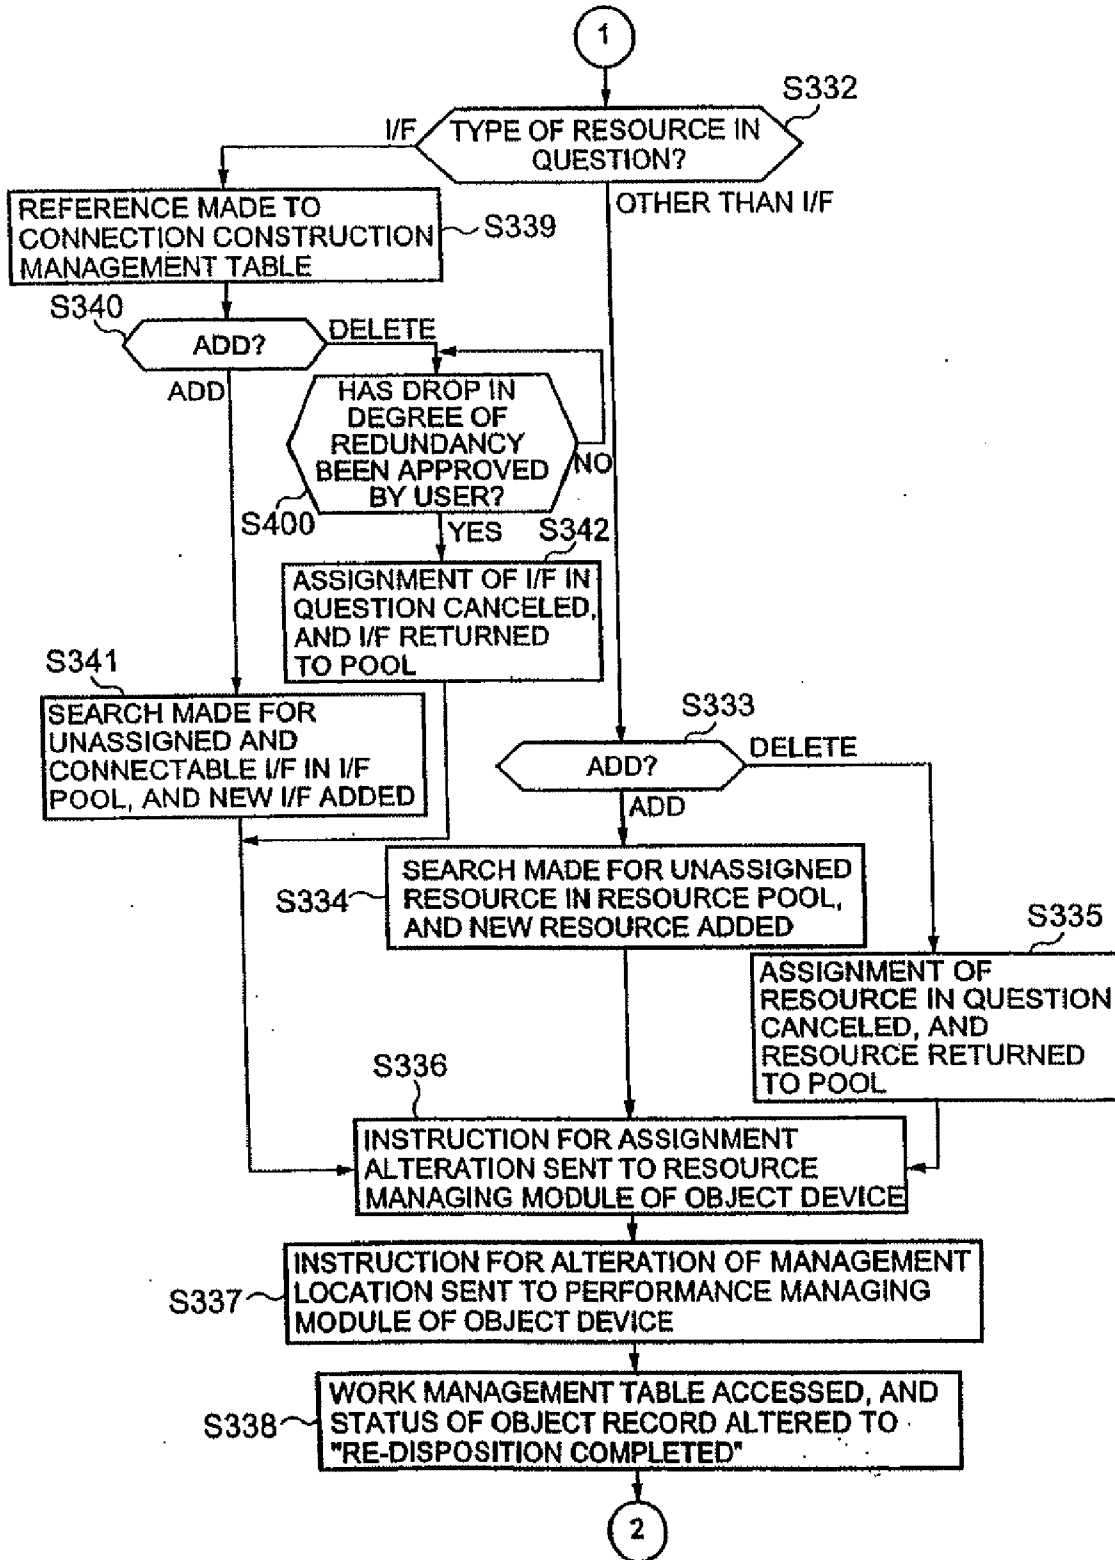 1
S332
I/F
TYPE OF RESOURCE IN
QUESTION?
OTHER THAN I/F
REFERENCE MADE TO
CONNECTION CONSTRUCTION
MANAGEMENT TABLE
S339
S340
ADD?
DELETE
ADD
HAS DROP IN
DEGREE OF
REDUNDANCY
BEEN APPROVED
BY USER?
NO
S400
YES
S342
ASSIGNMENT OF I/F IN
QUESTION CANCELED,
AND I/F RETURNED
TO POOL
S341
SEARCH MADE FOR
UNASSIGNED AND
CONNECTABLE I/F IN I/F
POOL, AND NEW I/F ADDED
S333
ADD?
DELETE
ADD
S334
SEARCH MADE FOR UNASSIGNED
RESOURCE IN RESOURCE POOL,
AND NEW RESOURCE ADDED
S335
ASSIGNMENT OF
RESOURCE IN QUESTION
CANCELED, AND
RESOURCE RETURNED
TO POOL
S336
INSTRUCTION FOR ASSIGNMENT
ALTERATION SENT TO RESOURCE
MANAGING MODULE OF OBJECT DEVICE
S337
INSTRUCTION FOR ALTERATION OF MANAGEMENT
LOCATION SENT TO PERFORMANCE MANAGING
MODULE OF OBJECT DEVICE
S338
WORK MANAGEMENT TABLE ACCESSED, AND
STATUS OF OBJECT RECORD ALTERED TO
"RE-DISPOSITION COMPLETED"
2